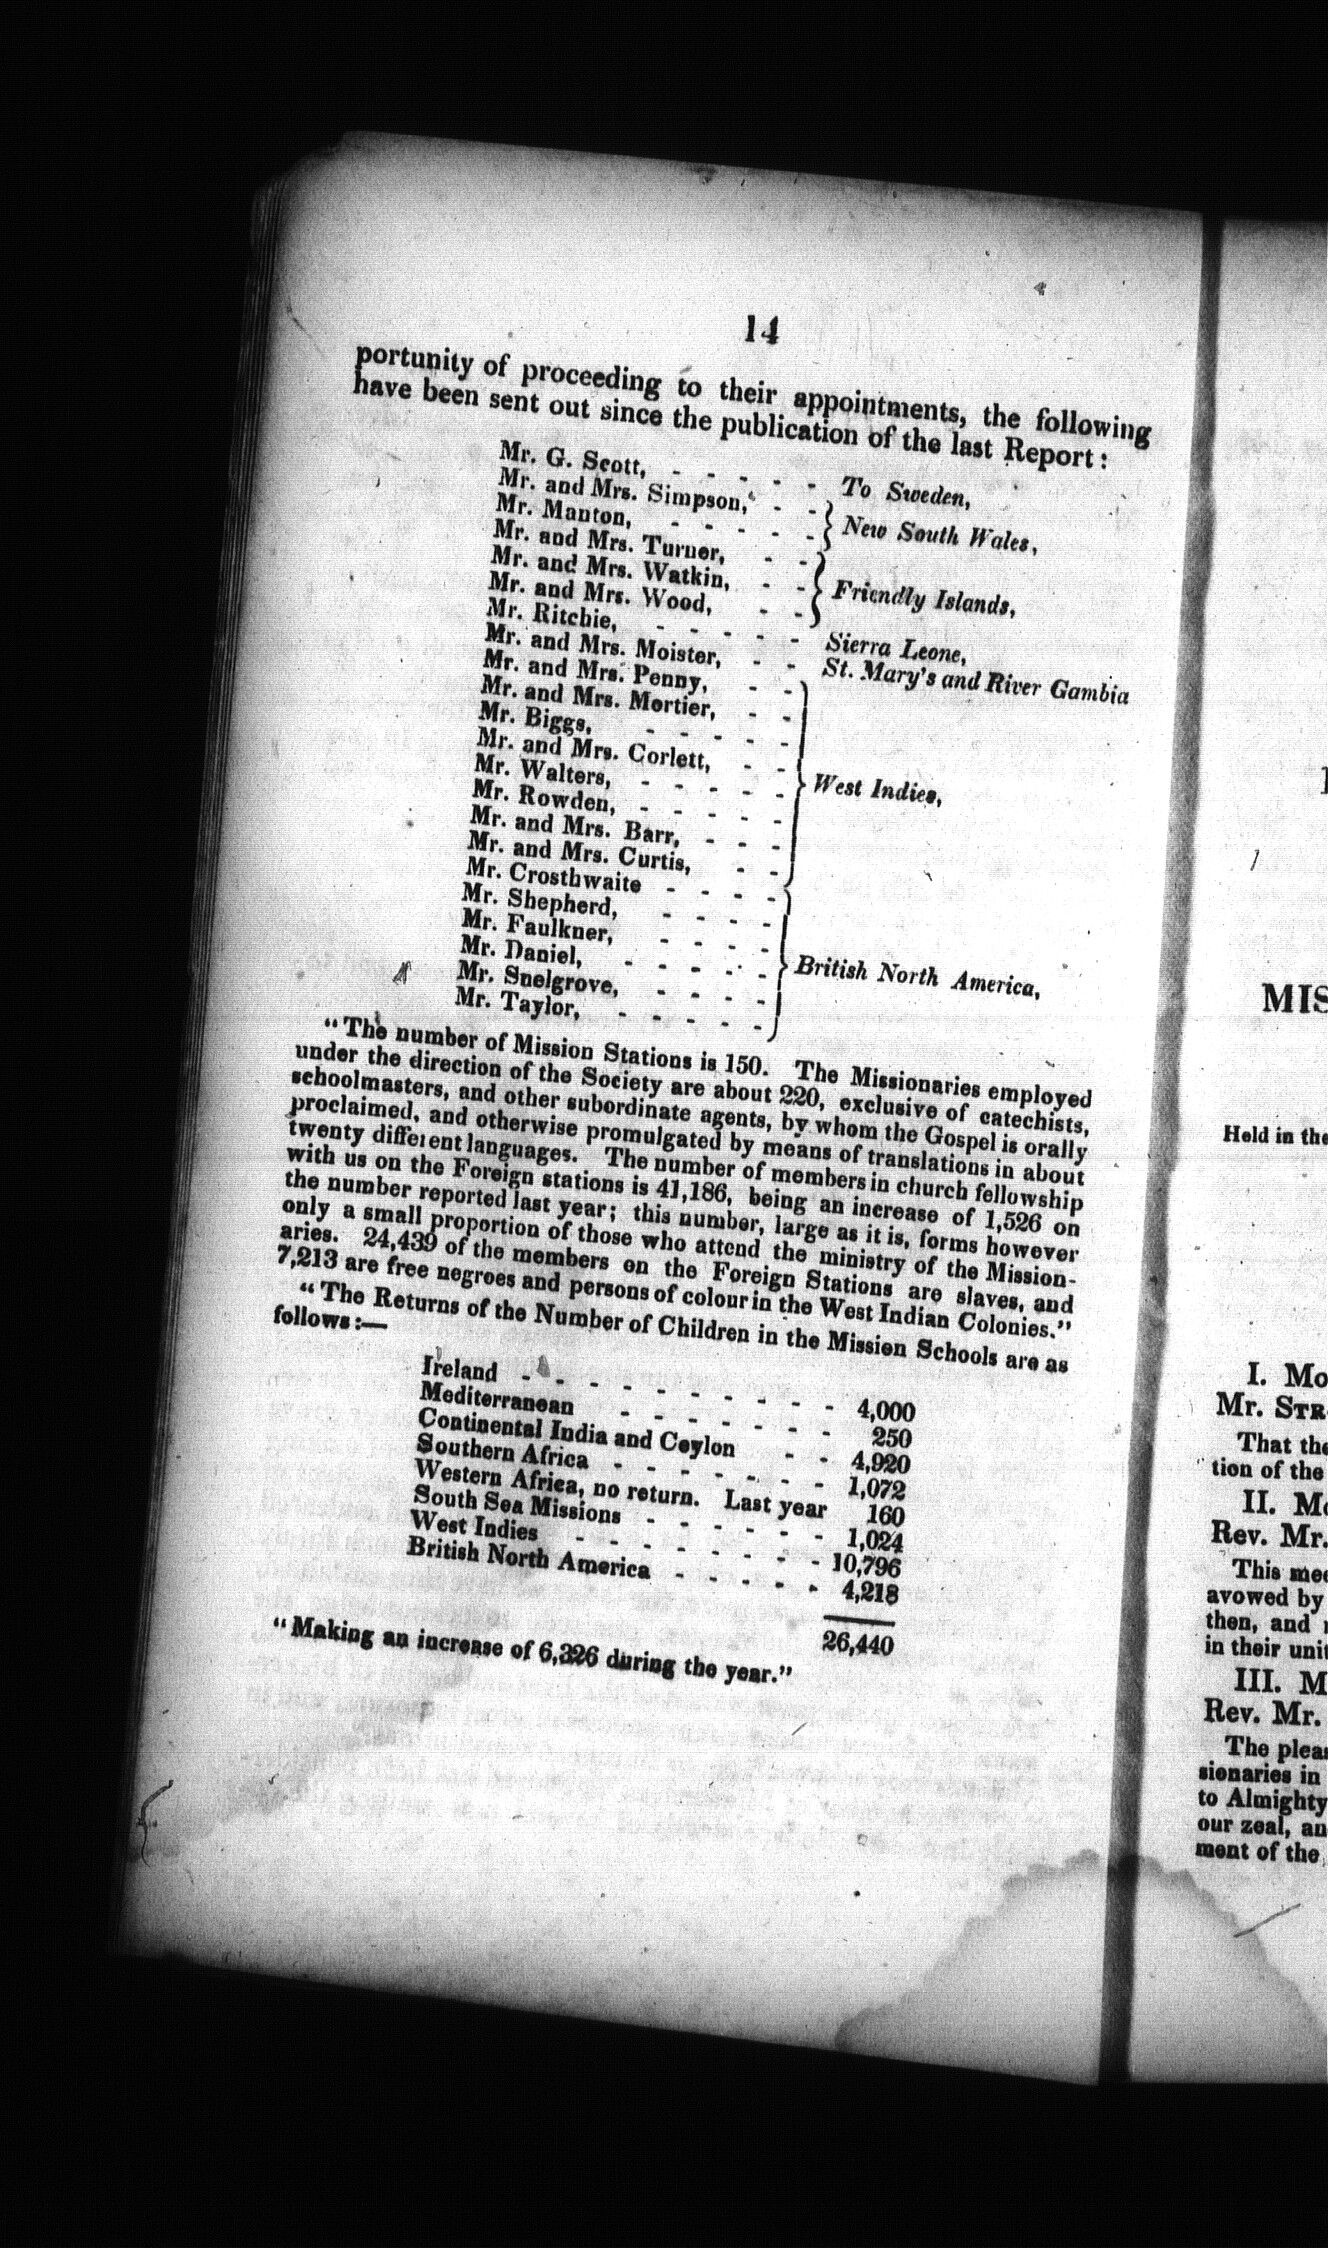 14
portunity of proceeding to their appointments, the following
have been sent out since the publication of the last Report:
Mr. G. Scott, - - - - - To Sweden,
Mr. and Mrs. Simpson, - - } New South Wales,
Mr. Manton, - - - - -
Mr. and Mrs. Turner, - -
Mr. and Mrs. Watkin, - - } Friendly Islands,
Mr. and Mrs. Wood, - -
Mr. Ritchie, - - - - - Sierra Leone,
Mr. and Mrs. Moister, - - St. Mary's and River Gambia
Mr. and Mrs. Penny, - -
Mr. and Mrs. Mortier, - -
Mr. Biggs, - - - - -
Mr. and Mrs. Corlett, - -
Mr. Walters, - - - - - } West Indies,
Mr. Rowden, - - - - -
Mr. and Mrs. Barr, - - -
Mr. and Mrs. Curtis, - -
Mr. Crosthwaite - - - -
Mr. Shepherd, - - - -
Mr. Faulkner, - - - -
Mr. Daniel, - - - - - } British North America,
Mr. Snelgrove, - - - -
Mr. Taylor, - - - - -
"The number of Mission Stations is 150. The Missionaries employed
under the direction of the Society are about 220, exclusive of catechists,
schoolmasters, and other subordinate agents, by whom the Gospel is orally
proclaimed, and otherwise promulgated by means of translations in about
twenty different languages. The number of members in church fellowship
with us on the Foreign stations is 41,186, being an increase of 1,526 on
the number reported last year; this number, large as it is, forms however
only a small proportion of those who attend the ministry of the Mission-
aries. 24,439 of the members on the Foreign Stations are slaves, and
7,213 are free negroes and persons of colour in the West Indian Colonies."
"The Returns of the Number of Children in the Mission Schools are as
follows:—
Ireland - - - - - - - - - - 4,000
Mediterranean - - - - - - - 250
Continental India and Ceylon - - 4,920
Southern Africa - - - - - - - 1,072
Western Africa, no return. Last year 160
South Sea Missions - - - - - - 1,024
West Indies - - - - - - - - 10,796
British North America - - - - - 4,218
26,440
"Making an increase of 6,326 during the year."
MIS
Held in the
I. Mo
Mr. STR
That the
tion of the
II. Mo
Rev. Mr.
This mee
avowed by
then, and
in their unit
III. M
Rev. Mr.
The pleas
sionaries in
to Almighty
our zeal, an
ment of the